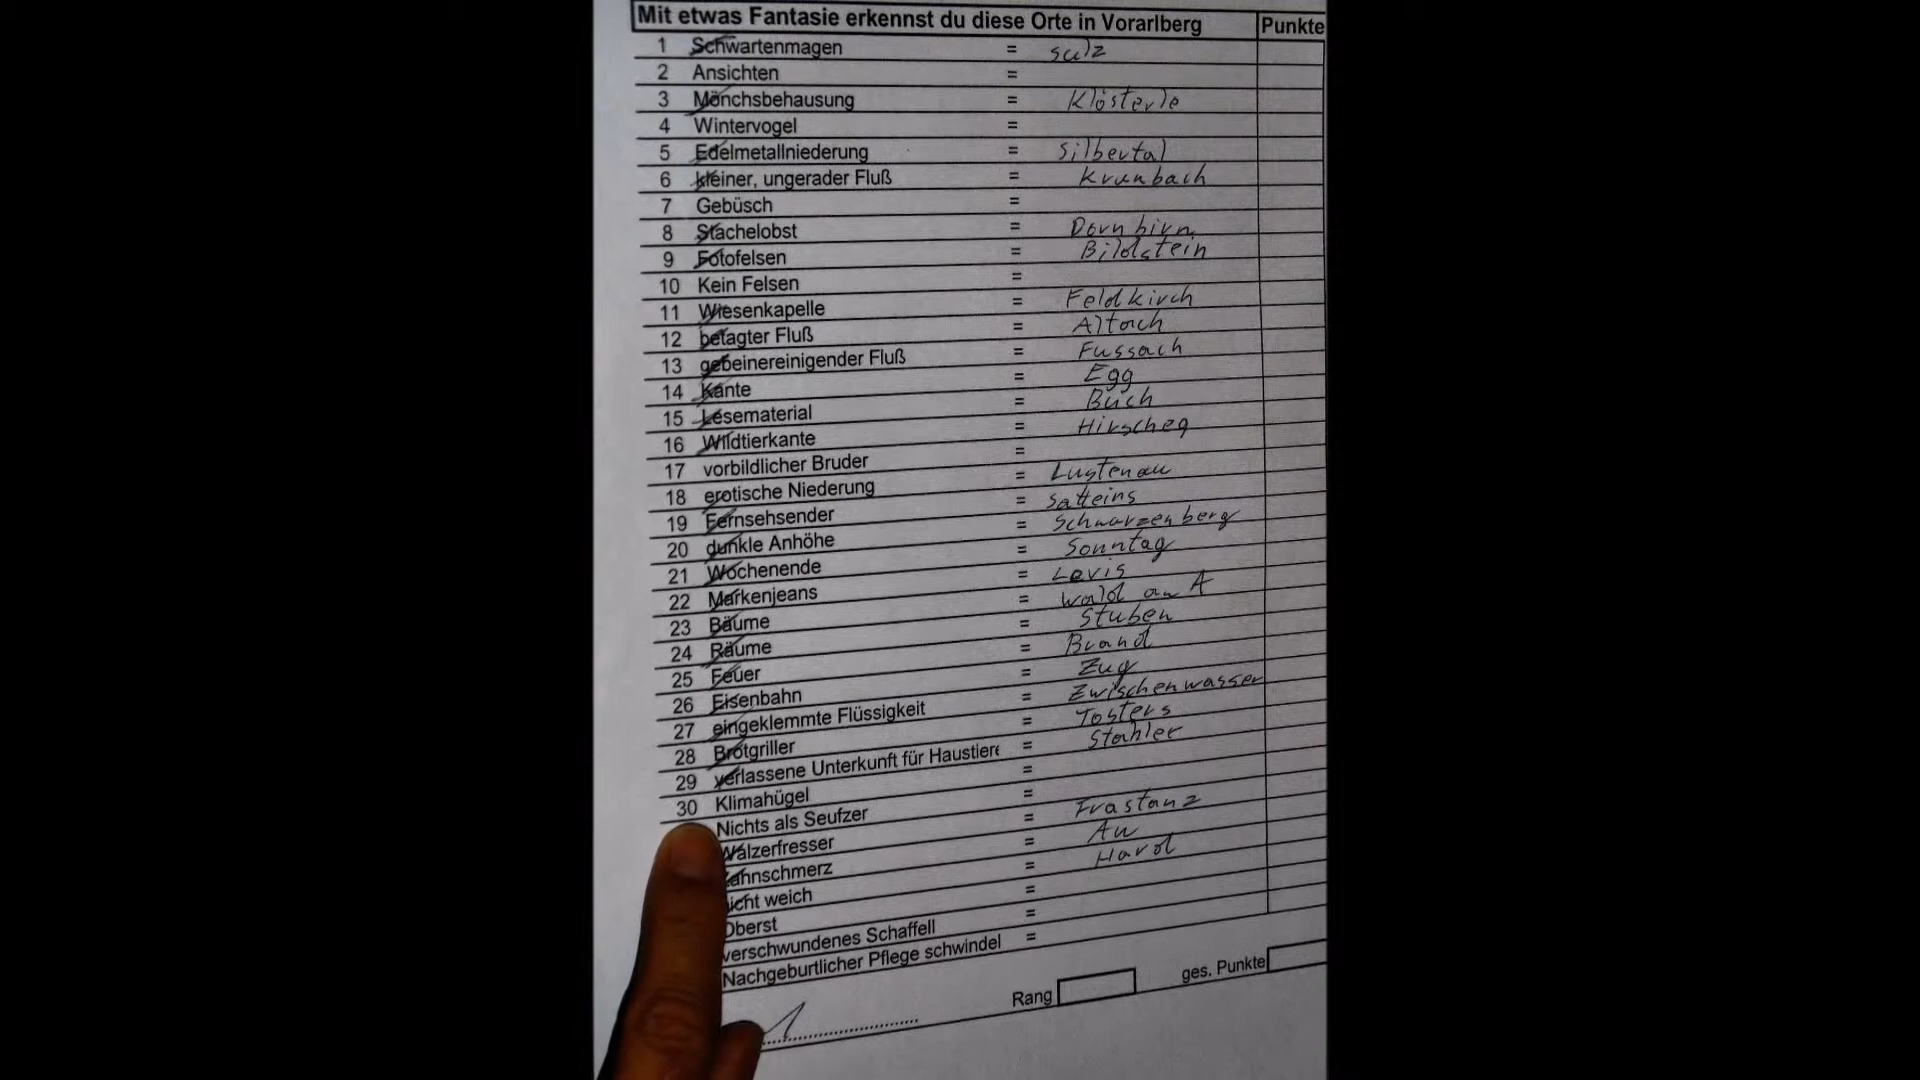 Mit etwas Fantasie erkennst du diese Orte in Vorarlberg Punkte
1 Schwartenmagen = Sulz
2 Ansichten =
3 Mönchsbehausung = Klösterle
4 Wintervogel =
5 Edelmetallniederung = Silbertal
6 kleiner, ungerader Fluß = Krumbach
7 Gebüsch =
8 Stachelobst = Dornbirn
9 Fotofelsen = Bildstein
10 Kein Felsen =
11 Wiesenkapelle = Feldkirch
12 betagter Fluß = Altach
13 gebeinereinigender Fluß = Fussach
14 Kante = Egg
15 Lesematerial = Buch
16 Wildtierkante = Hirscheg
17 vorbildlicher Bruder =
18 erotische Niederung = Lustenau
19 Fernsehsender = Satteins
20 dunkle Anhöhe = Schwarzenberg
21 Wochenende = Sonntag
22 Markenjeans = Levis
23 Bäume = Wald am A
24 Räume = Stuben
25 Feuer = Brand
26 Eisenbahn = Zug
27 eingeklemmte Flüssigkeit = Zwischenwasser
28 Brotgriller = Tosters
29 verlassene Unterkunft für Haustiere = Stahler
30 Klimahügel =
Nichts als Seufzer =
Walzerfresser = Frastanz
Zahnschmerz = Au
nicht weich = Hard
Oberst =
verschwundenes Schaffell =
Nachgeburtlicher Pflege schwindel =
Rang ges. Punkte